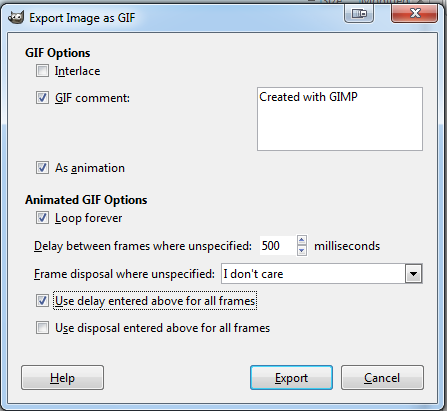 Export Image as GIF
GIF Options
Interlace
GIF comment:
Created with GIMP
As animation
Animated GIF Options
Loop forever
Delay between frames where unspecified: 500 milliseconds
Frame disposal where unspecified: I don't care
Use delay entered above for all frames
Use disposal entered above for all frames
Help Export Cancel